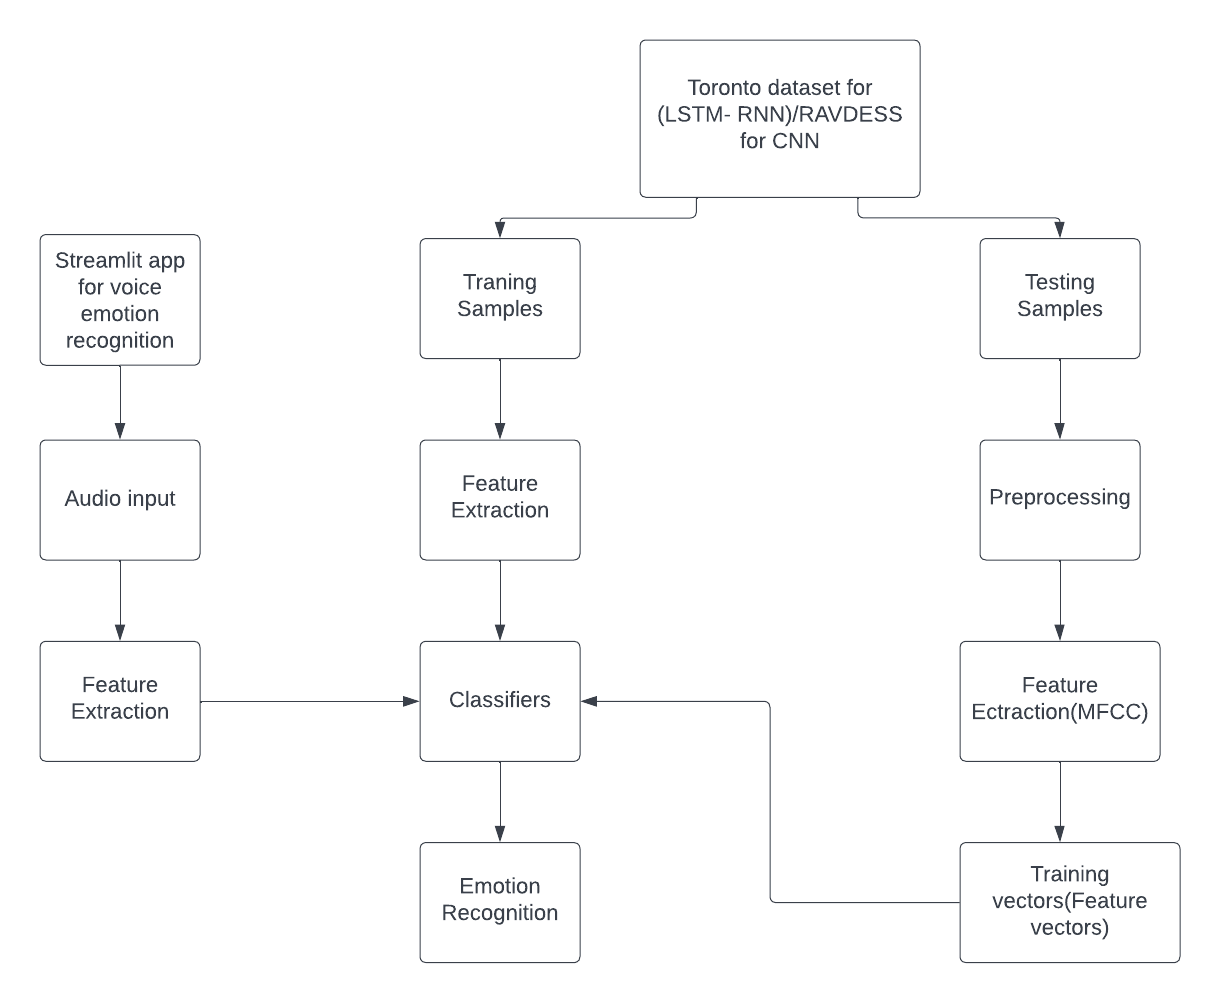 Toronto dataset for
(LSTM- RNN)/RAVDESS
for CNN
Streamlit app
for voice
emotion
recognition
Traning
Samples
Testing
Samples
Audio input
Feature
Extraction
Preprocessing
Feature
Extraction
Classifiers
Feature
Ectraction(MFCC)
Emotion
Recognition
Training
vectors(Feature
vectors)